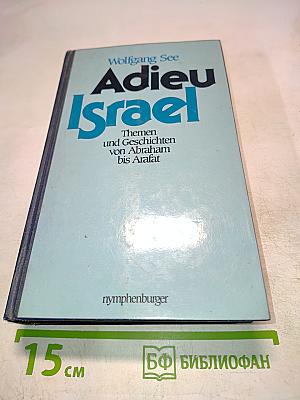 Wolfgang See
Adieu
Israel
Themen
und Geschichten
von Abraham
bis Arafat
nymphenburger
15 см
БФ БИБЛИОФАН